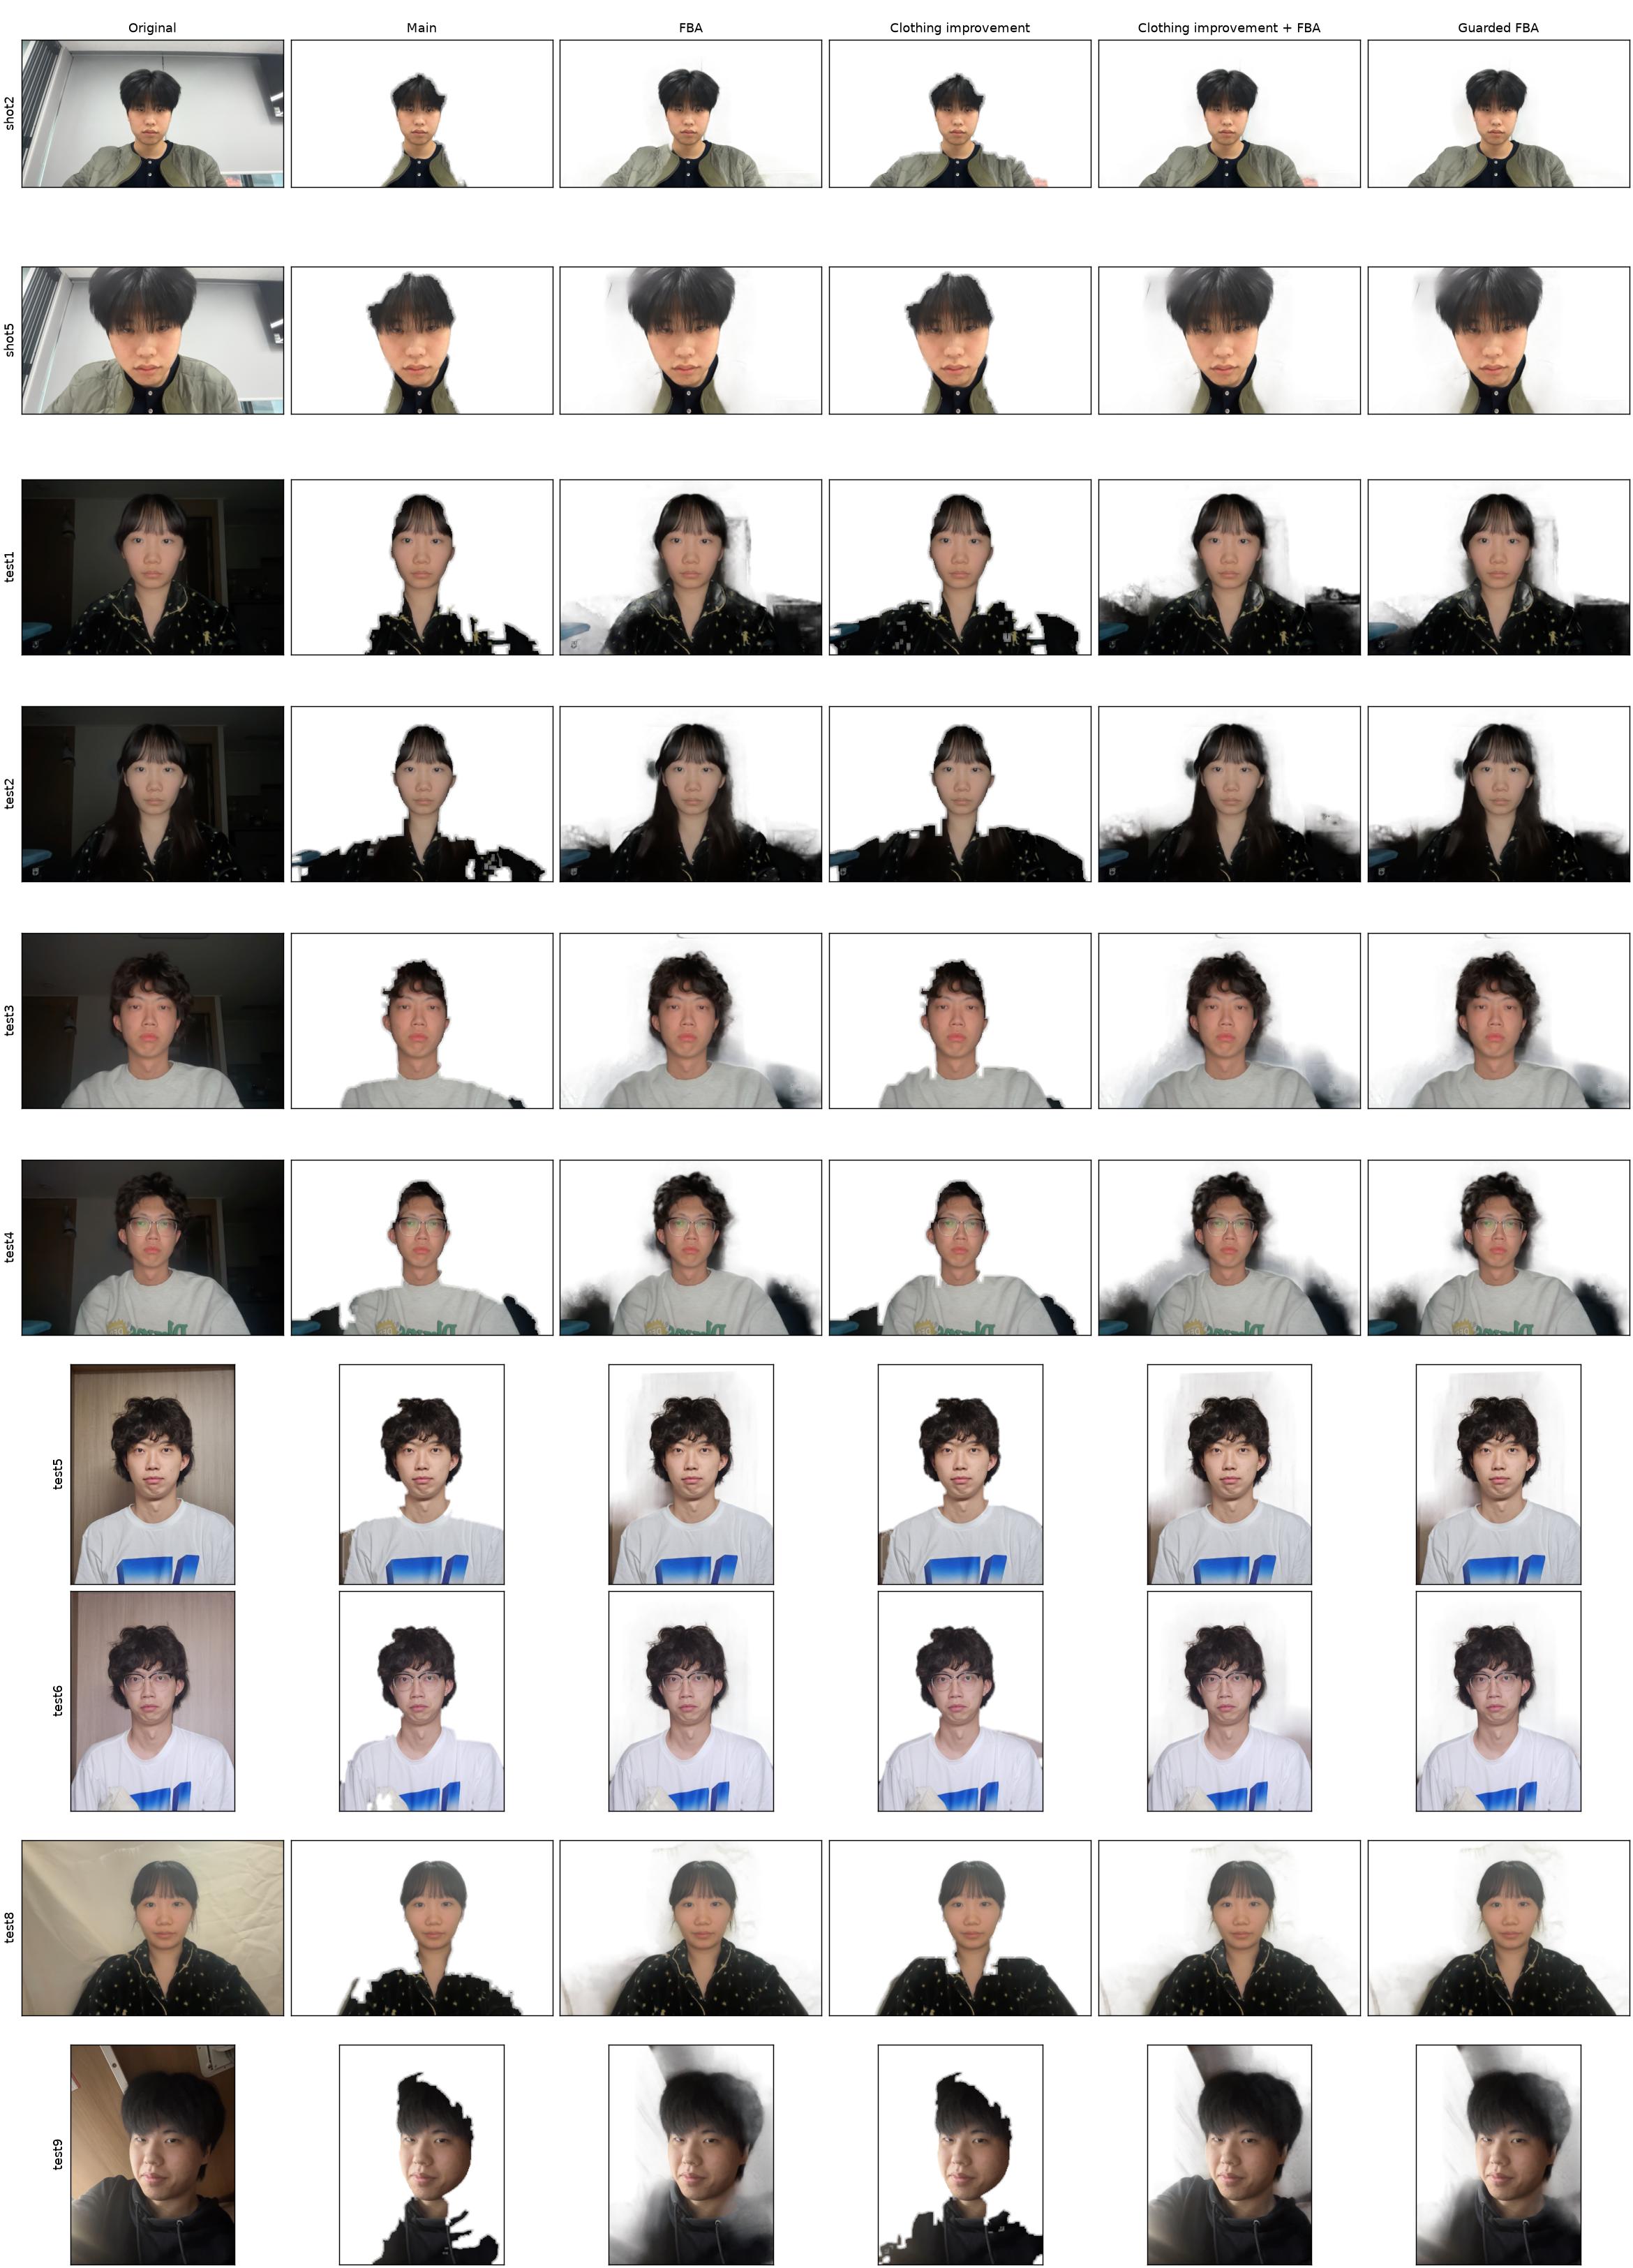 Original Main FBA Clothing improvement Clothing improvement + FBA Guarded FBA
shot2
shot5
test1
test2
test3
test4
test5
test6
test8
test9